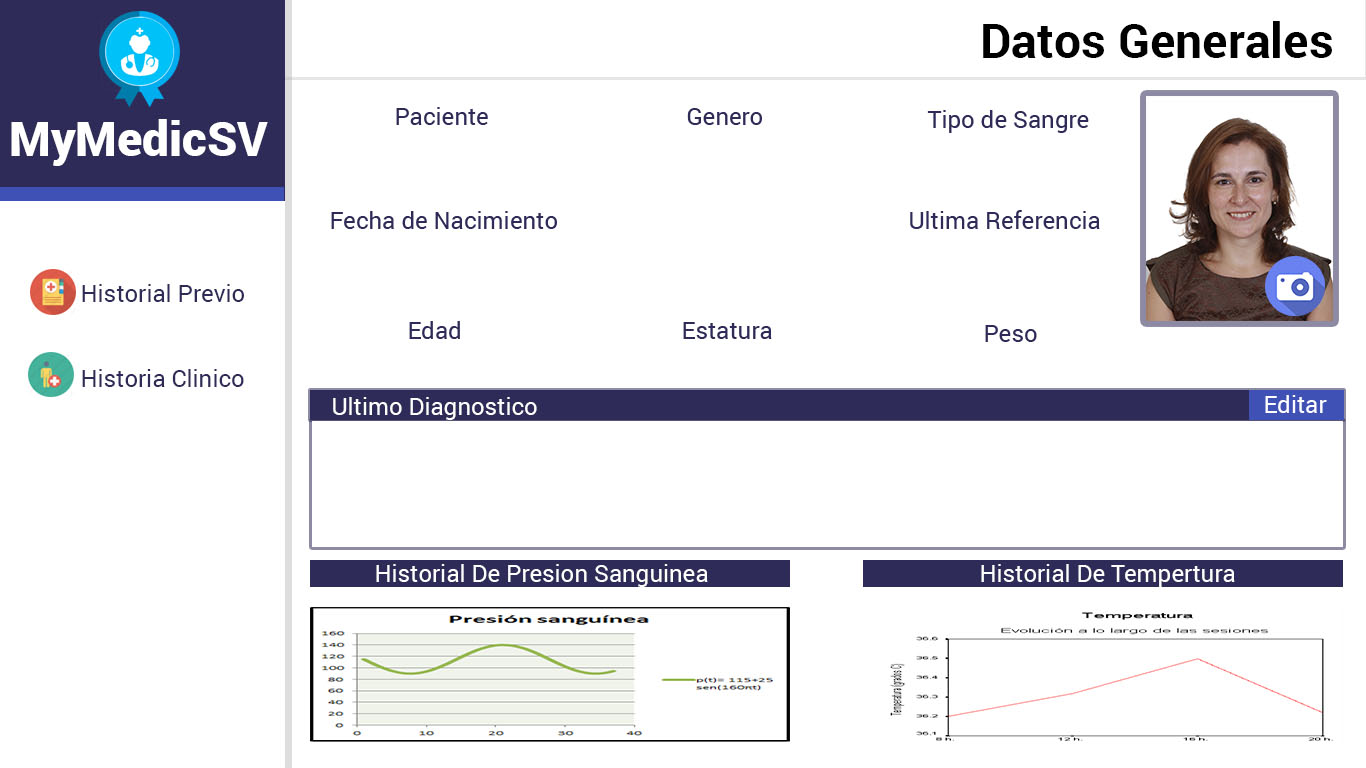 MyMedicSV
Historial Previo
Historia Clinico
Datos Generales
Paciente
Genero
Tipo de Sangre
Fecha de Nacimiento
Ultima Referencia
Edad
Estatura
Peso
Ultimo Diagnostico
Editar
Historial De Presion Sanguinea
Presión sanguínea
160
140
120
100
80
60
40
20
0
0 10 20 30 40
p(t)= 115+25
sen(160πt)
Historial De Tempertura
Temperatura
Evolución a lo largo de las sesiones
Temperatura (grados C)
36.6
36.5
36.4
36.3
36.2
36.1
8 h. 12 h. 16 h. 20 h.